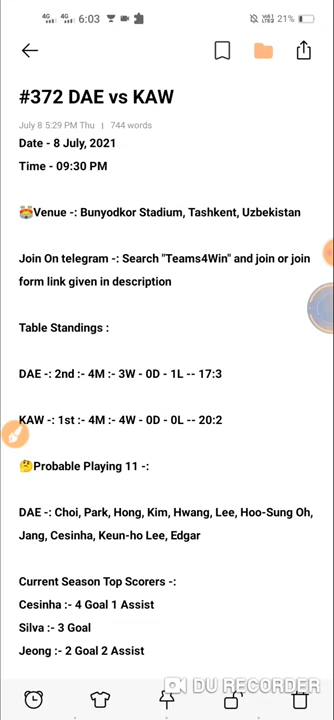 4G 4G 6:03 21%
#372 DAE vs KAW
July 8 5:29 PM Thu | 744 words
Date - 8 July, 2021
Time - 09:30 PM
🏟Venue -: Bunyodkor Stadium, Tashkent, Uzbekistan
Join On telegram -: Search "Teams4Win" and join or join
form link given in description
Table Standings :
DAE -: 2nd :- 4M :- 3W - 0D - 1L -- 17:3
KAW -: 1st :- 4M :- 4W - 0D - 0L -- 20:2
🤔Probable Playing 11 -:
DAE -: Choi, Park, Hong, Kim, Hwang, Lee, Hoo-Sung Oh,
Jang, Cesinha, Keun-ho Lee, Edgar
Current Season Top Scorers -:
Cesinha :- 4 Goal 1 Assist
Silva :- 3 Goal
Jeong :- 2 Goal 2 Assist
DU RECORDER